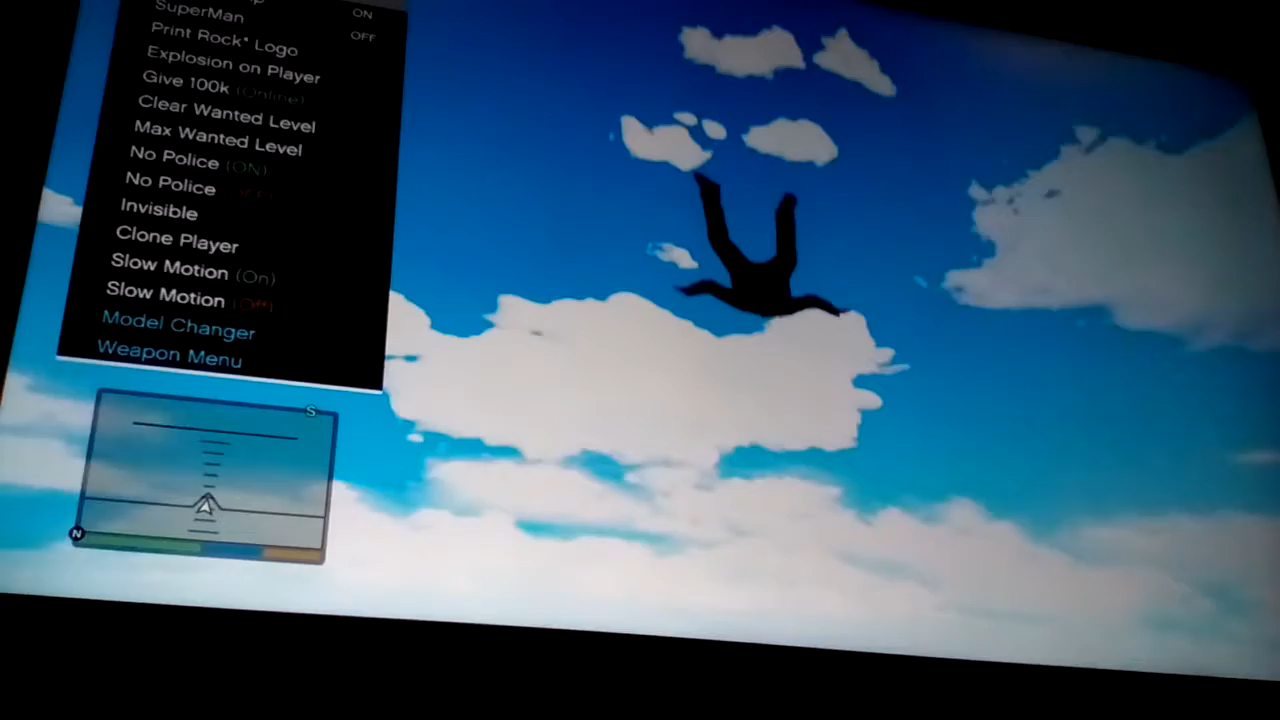 ON
SuperMan OFF
Print Rock* Logo
Explosion on Player
Give 100k (Online)
Clear Wanted Level
Max Wanted Level
No Police (ON)
No Police
Invisible
Clone Player
Slow Motion (On)
Slow Motion (Off)
Model Changer
Weapon Menu
S
N